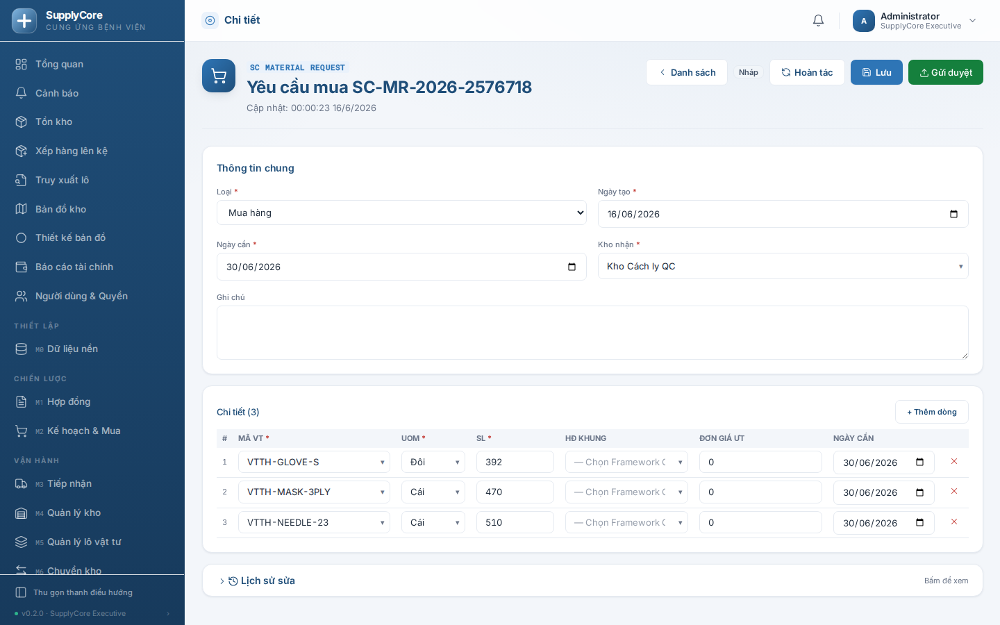 SupplyCore
CUNG ỨNG BỆNH VIỆN
Tổng quan
Cảnh báo
Tồn kho
Xếp hàng lên kệ
Truy xuất lô
Bản đồ kho
Thiết kế bản đồ
Báo cáo tài chính
Người dùng & Quyền
THIẾT LẬP
M0 Dữ liệu nền
CHIẾN LƯỢC
M1 Hợp đồng
M2 Kế hoạch & Mua
VẬN HÀNH
M3 Tiếp nhận
M4 Quản lý kho
M5 Quản lý lô vật tư
M6 Chuyển kho
Thu gọn thanh điều hướng
v0.2.0 · SupplyCore Executive
Chi tiết
A
Administrator
SupplyCore Executive
SC MATERIAL REQUEST
Yêu cầu mua SC-MR-2026-2576718
Cập nhật: 00:00:23 16/6/2026
Danh sách
Nháp
Hoàn tác
Lưu
Gửi duyệt
Thông tin chung
Loại *
Mua hàng
Ngày tạo *
16/06/2026
Ngày cần *
30/06/2026
Kho nhận *
Kho Cách ly QC
Ghi chú
Chi tiết (3)
+ Thêm dòng
# MÃ VT * UOM * SL * HĐ KHUNG ĐƠN GIÁ ƯT NGÀY CẦN
1 VTTH-GLOVE-S Đôi 392 — Chọn Framework 0 30/06/2026
2 VTTH-MASK-3PLY Cái 470 — Chọn Framework 0 30/06/2026
3 VTTH-NEEDLE-23 Cái 510 — Chọn Framework 0 30/06/2026
Lịch sử sửa
Bấm để xem